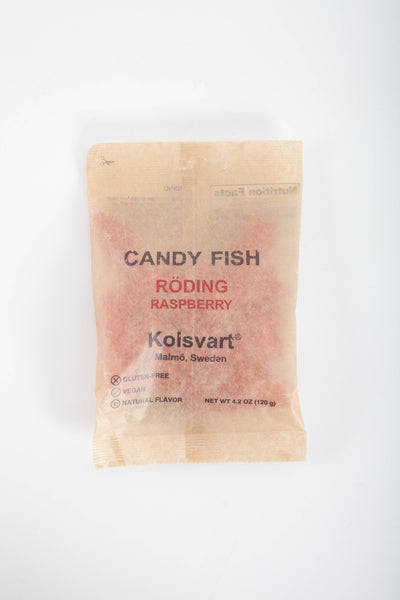 Nutrition Facts
CANDY FISH
RÖDING
RASPBERRY
Kolsvart®
Malmö, Sweden
GLUTEN-FREE
VEGAN
NATURAL FLAVOR
NET WT 4.2 OZ (120 g)